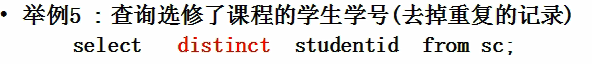 • 举例5 : 查询选修了课程的学生学号(去掉重复的记录)
select distinct studentid from sc;